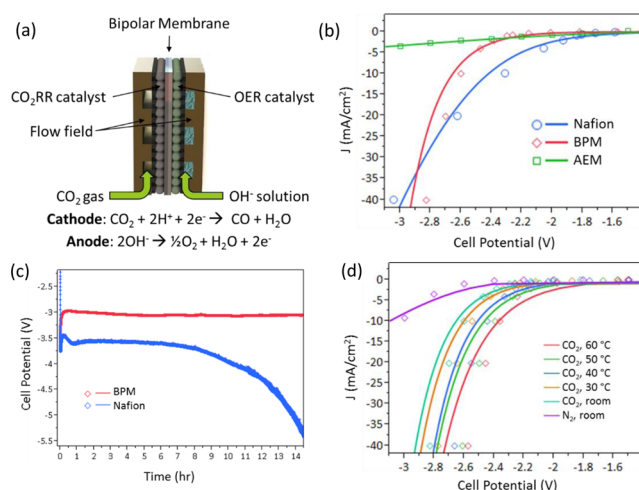 (a)
Bipolar Membrane
CO₂RR catalyst
OER catalyst
Flow field
CO₂ gas
OH⁻ solution
Cathode: CO₂ + 2H⁺ + 2e⁻ → CO + H₂O
Anode: 2OH⁻ → ½O₂ + H₂O + 2e⁻
(b)
0
-5
-10
-15
-20
-25
-30
-35
-40
J (mA/cm²)
Nafion
BPM
AEM
-3 -2.8 -2.6 -2.4 -2.2 -2 -1.8 -1.6
Cell Potential (V)
(c)
-2.5
-3
-3.5
-4
-4.5
-5
-5.5
Cell Potential (V)
BPM
Nafion
0 1 2 3 4 5 6 7 8 9 10 11 12 13 14
Time (hr)
(d)
0
-5
-10
-15
-20
-25
-30
-35
-40
J (mA/cm²)
CO₂, 60 °C
CO₂, 50 °C
CO₂, 40 °C
CO₂, 30 °C
CO₂, room
N₂, room
-3 -2.8 -2.6 -2.4 -2.2 -2 -1.8 -1.6
Cell Potential (V)